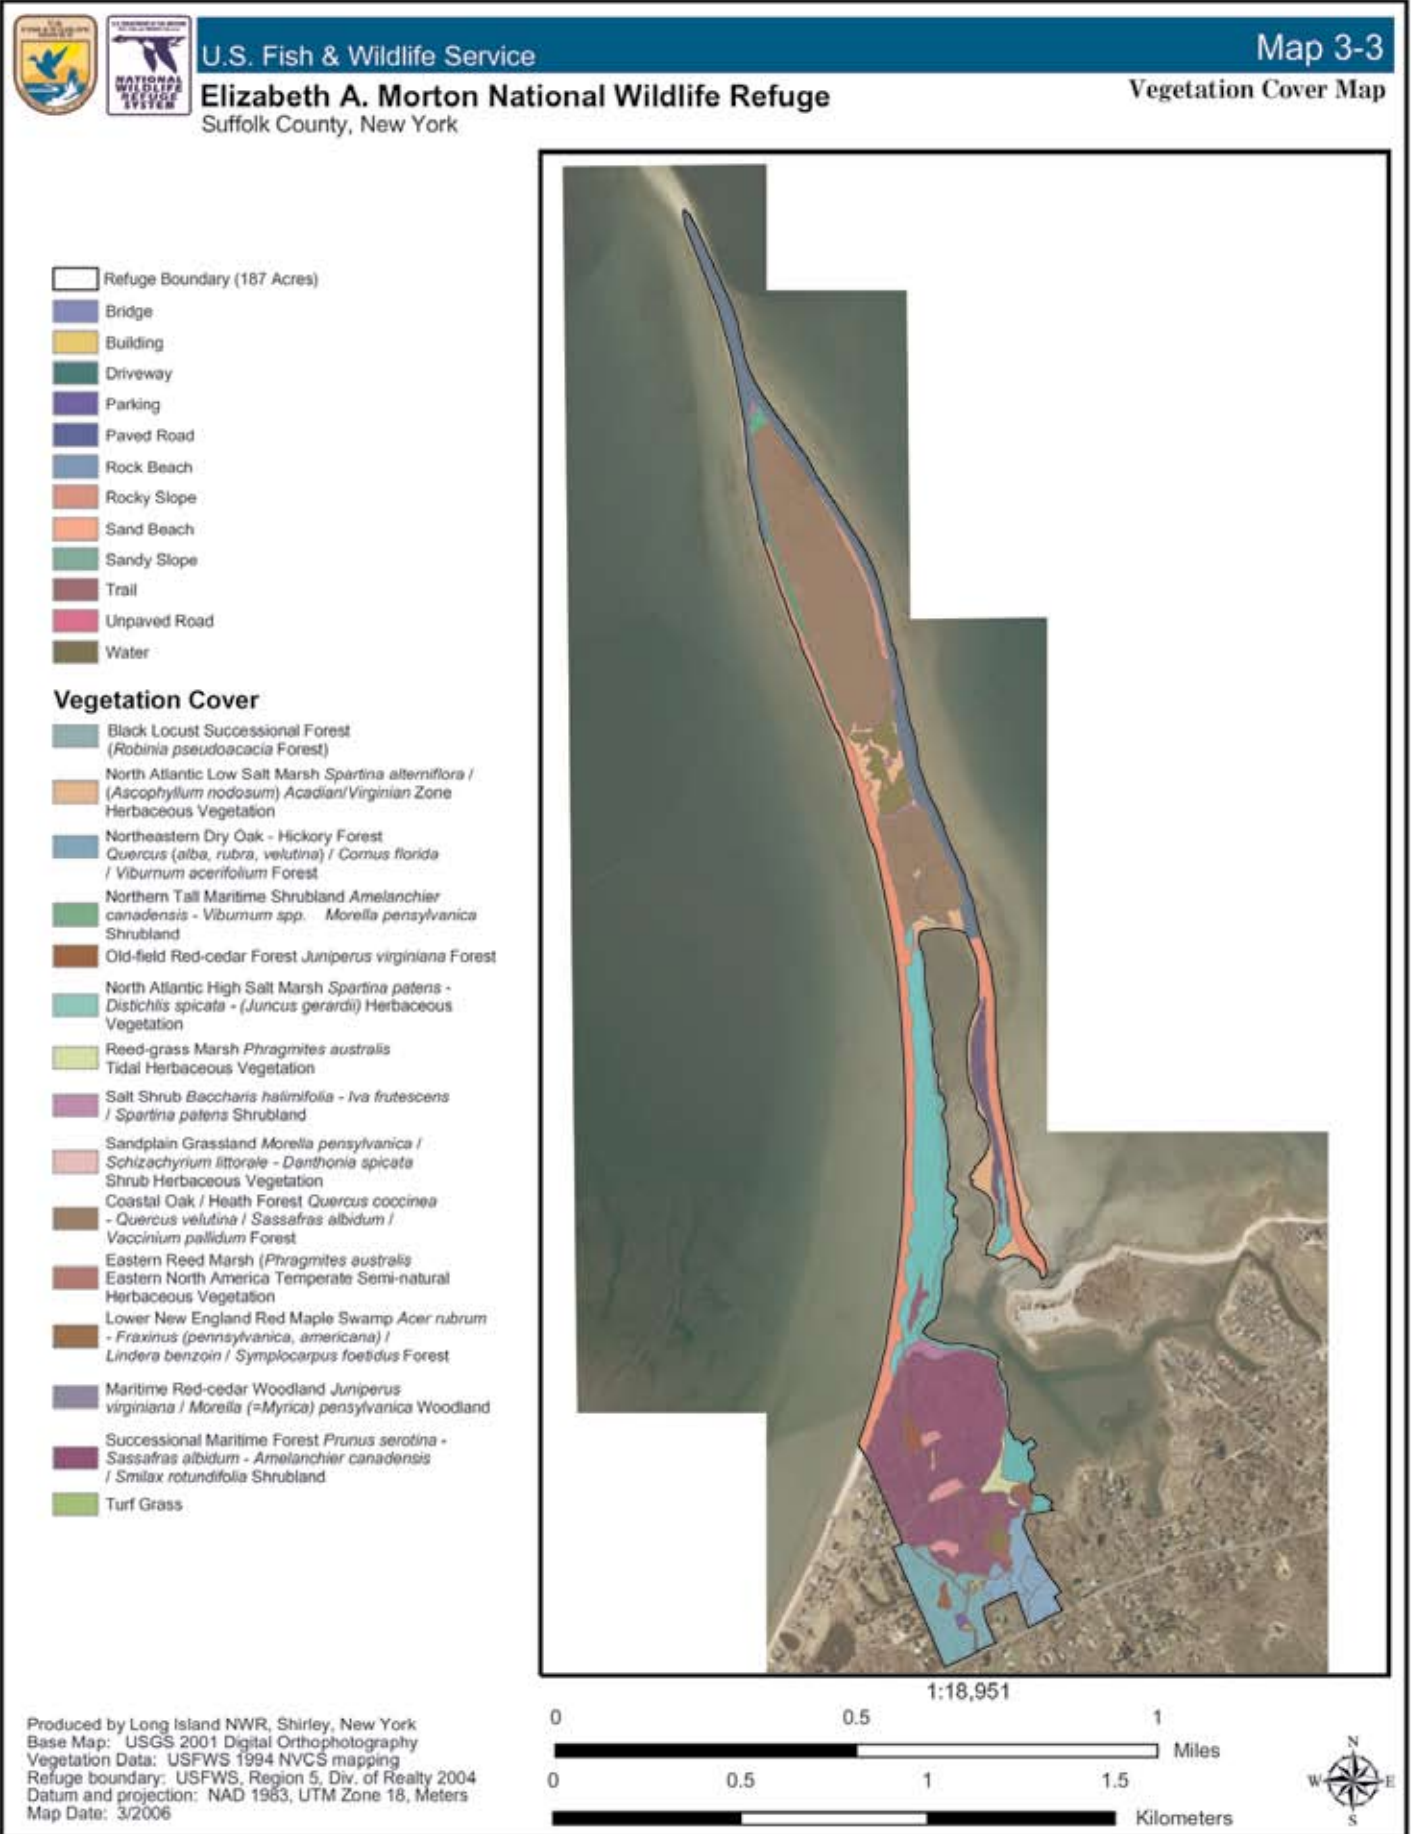 U.S.
FISH & WILDLIFE
SERVICE
NATIONAL
WILDLIFE
REFUGE
SYSTEM
U.S. Fish & Wildlife Service
Map 3-3
Elizabeth A. Morton National Wildlife Refuge
Vegetation Cover Map
Suffolk County, New York
Refuge Boundary (187 Acres)
Bridge
Building
Driveway
Parking
Paved Road
Rock Beach
Rocky Slope
Sand Beach
Sandy Slope
Trail
Unpaved Road
Water
Vegetation Cover
Black Locust Successional Forest
(Robinia pseudoacacia Forest)
North Atlantic Low Salt Marsh Spartina alterniflora /
(Ascophyllum nodosum) Acadian/Virginian Zone
Herbaceous Vegetation
Northeastern Dry Oak - Hickory Forest
Quercus (alba, rubra, velutina) / Cornus florida
/ Viburnum acerifolium Forest
Northern Tall Maritime Shrubland Amelanchier
canadensis - Viburnum spp. Morella pensylvanica
Shrubland
Old-field Red-cedar Forest Juniperus virginiana Forest
North Atlantic High Salt Marsh Spartina patens -
Distichlis spicata - (Juncus gerardii) Herbaceous
Vegetation
Reed-grass Marsh Phragmites australis
Tidal Herbaceous Vegetation
Salt Shrub Baccharis halimifolia - Iva frutescens
/ Spartina patens Shrubland
Sandplain Grassland Morella pensylvanica /
Schizachyrium littorale - Danthonia spicata
Shrub Herbaceous Vegetation
Coastal Oak / Heath Forest Quercus coccinea
- Quercus velutina / Sassafras albidum /
Vaccinium pallidum Forest
Eastern Reed Marsh (Phragmites australis
Eastern North America Temperate Semi-natural
Herbaceous Vegetation
Lower New England Red Maple Swamp Acer rubrum
- Fraxinus (pennsylvanica, americana) /
Lindera benzoin / Symplocarpus foetidus Forest
Maritime Red-cedar Woodland Juniperus
virginiana / Morella (=Myrica) pensylvanica Woodland
Successional Maritime Forest Prunus serotina -
Sassafras albidum - Amelanchier canadensis
/ Smilax rotundifolia Shrubland
Turf Grass
1:18,951
0 0.5 1
Miles
0 0.5 1 1.5
Kilometers
N
W E
S
Produced by Long Island NWR, Shirley, New York
Base Map: USGS 2001 Digital Orthophotography
Vegetation Data: USFWS 1994 NVCS mapping
Refuge boundary: USFWS, Region 5, Div. of Realty 2004
Datum and projection: NAD 1983, UTM Zone 18, Meters
Map Date: 3/2006